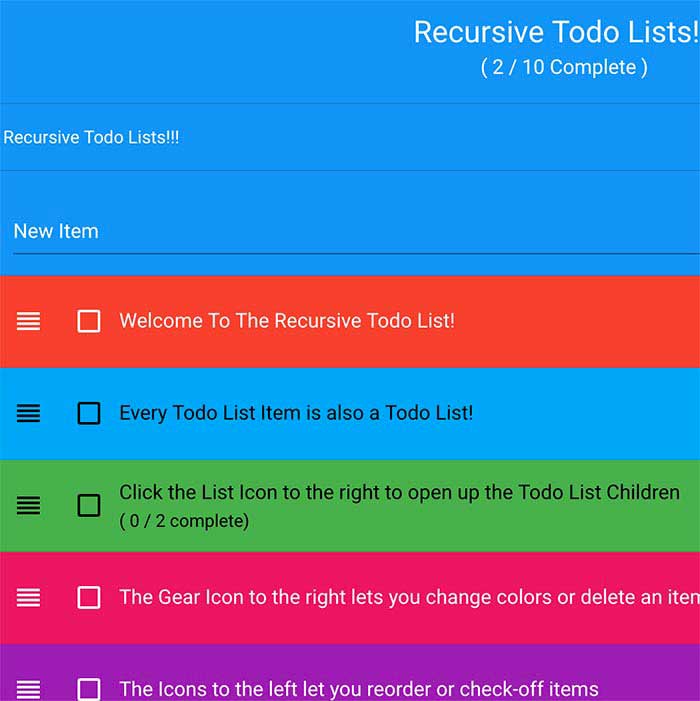 Recursive Todo Lists!
( 2 / 10 Complete )
Recursive Todo Lists!!!
New Item
Welcome To The Recursive Todo List!
Every Todo List Item is also a Todo List!
Click the List Icon to the right to open up the Todo List Children
( 0 / 2 complete)
The Gear Icon to the right lets you change colors or delete an item
The Icons to the left let you reorder or check-off items